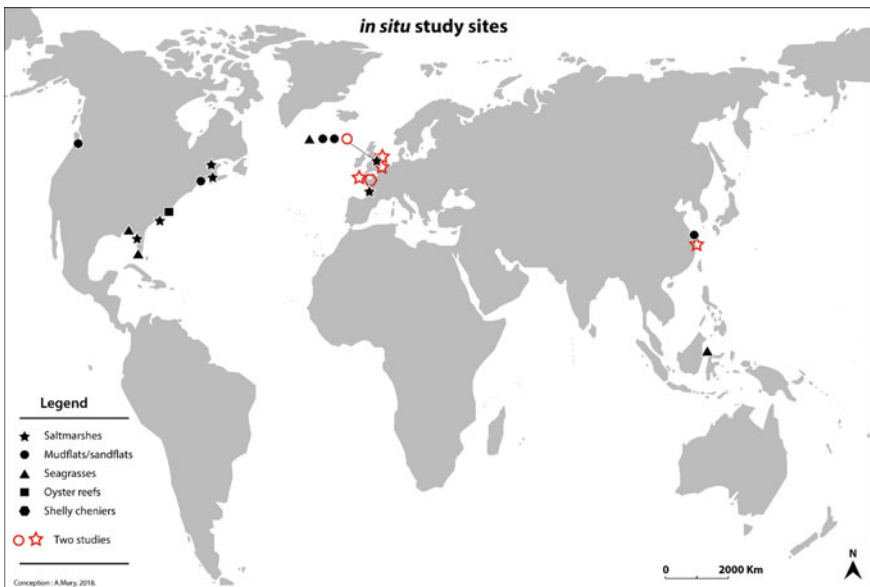 in situ study sites
Legend
Saltmarshes
Mudflats/sandflats
Seagrasses
Oyster reefs
Shelly cheniers
Two studies
Conception : A.Mury, 2018.
0 2000 Km
N